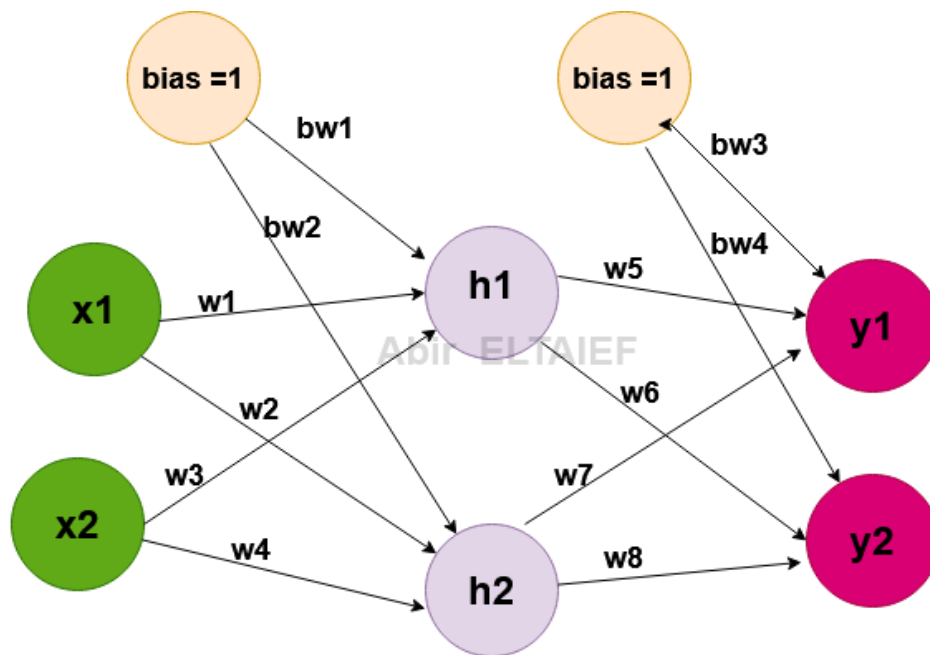 bias =1
bias =1
bw1
bw3
bw2
bw4
h1
w5
x1
w1
y1
Abir ELTAIEF
w6
w2
w3
w7
x2
w4
y2
w8
h2